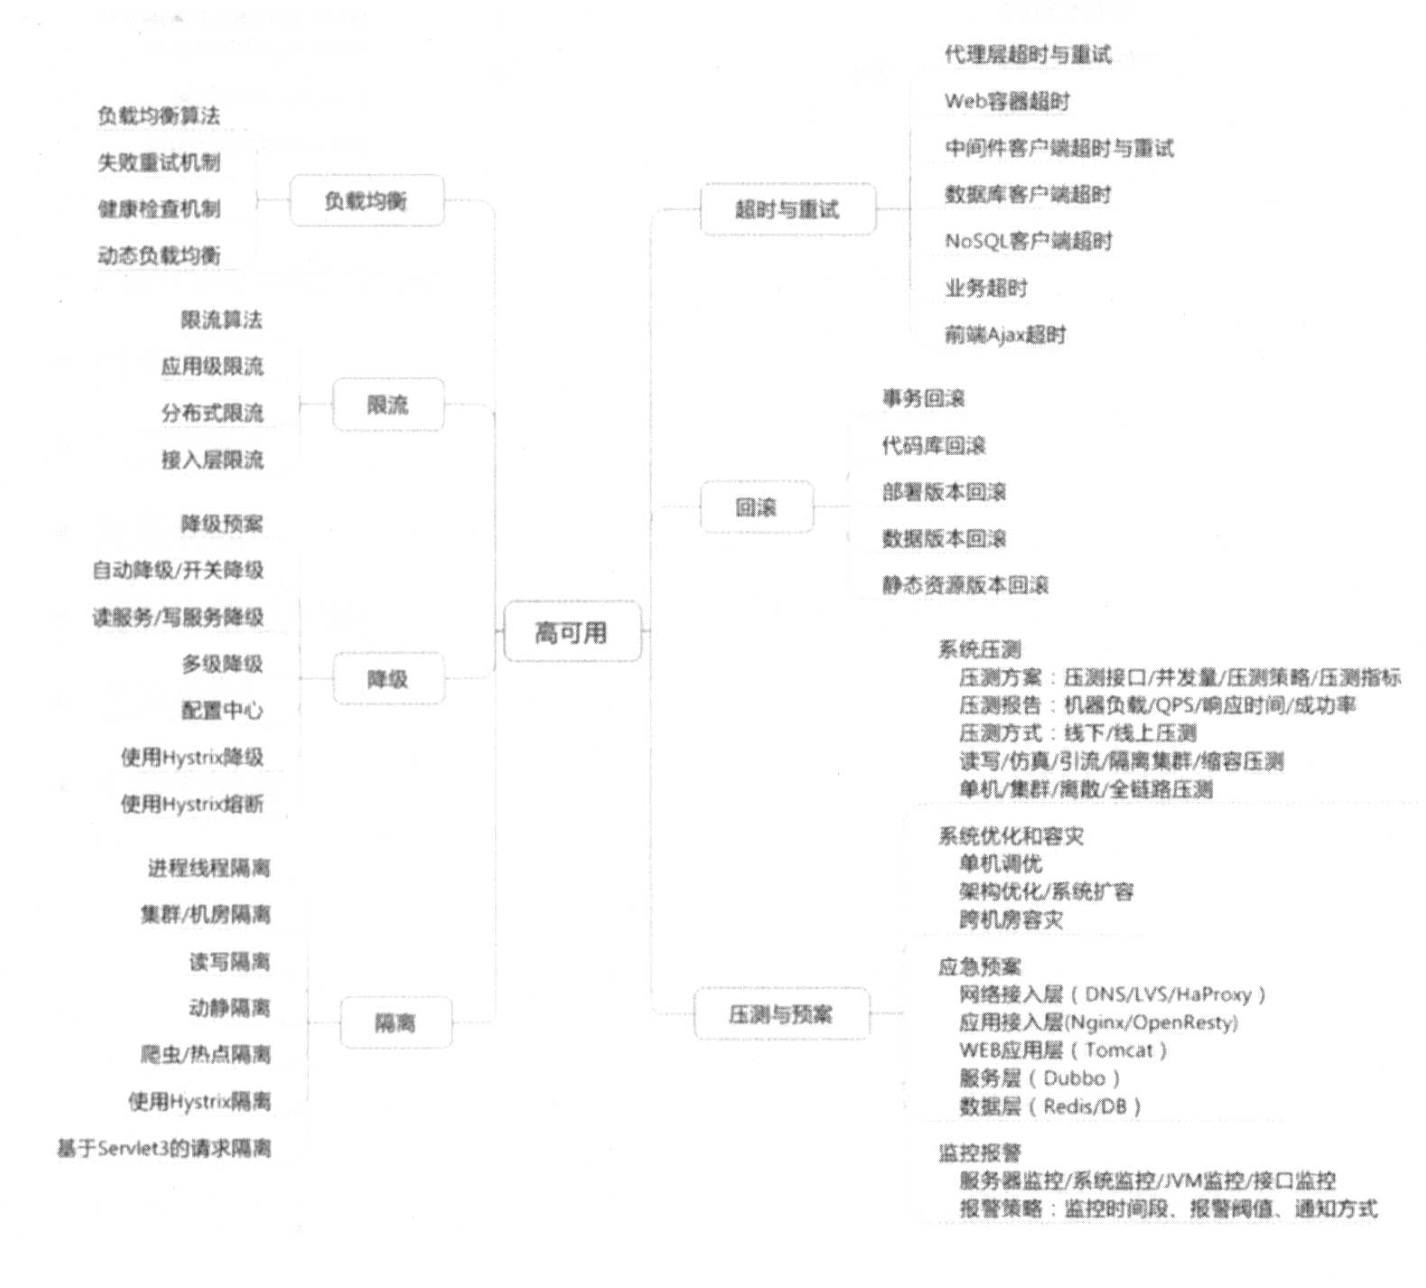 高可用
负载均衡
负载均衡算法
失败重试机制
健康检查机制
动态负载均衡
限流
限流算法
应用级限流
分布式限流
接入层限流
降级
降级预案
自动降级/开关降级
读服务/写服务降级
多级降级
配置中心
使用Hystrix降级
使用Hystrix熔断
隔离
进程线程隔离
集群/机房隔离
读写隔离
动静隔离
爬虫/热点隔离
使用Hystrix隔离
基于Servlet3的请求隔离
超时与重试
代理层超时与重试
Web容器超时
中间件客户端超时与重试
数据库客户端超时
NoSQL客户端超时
业务超时
前端Ajax超时
回滚
事务回滚
代码库回滚
部署版本回滚
数据版本回滚
静态资源版本回滚
压测与预案
系统压测
压测方案：压测接口/并发量/压测策略/压测指标
压测报告：机器负载/QPS/响应时间/成功率
压测方式：线下/线上压测
读写/仿真/引流/隔离集群/缩容压测
单机/集群/离散/全链路压测
系统优化和容灾
单机调优
架构优化/系统扩容
跨机房容灾
应急预案
网络接入层（DNS/LVS/HaProxy）
应用接入层(Nginx/OpenResty)
WEB应用层（Tomcat）
服务层（Dubbo）
数据层（Redis/DB）
监控报警
服务器监控/系统监控/JVM监控/接口监控
报警策略：监控时间段、报警阀值、通知方式